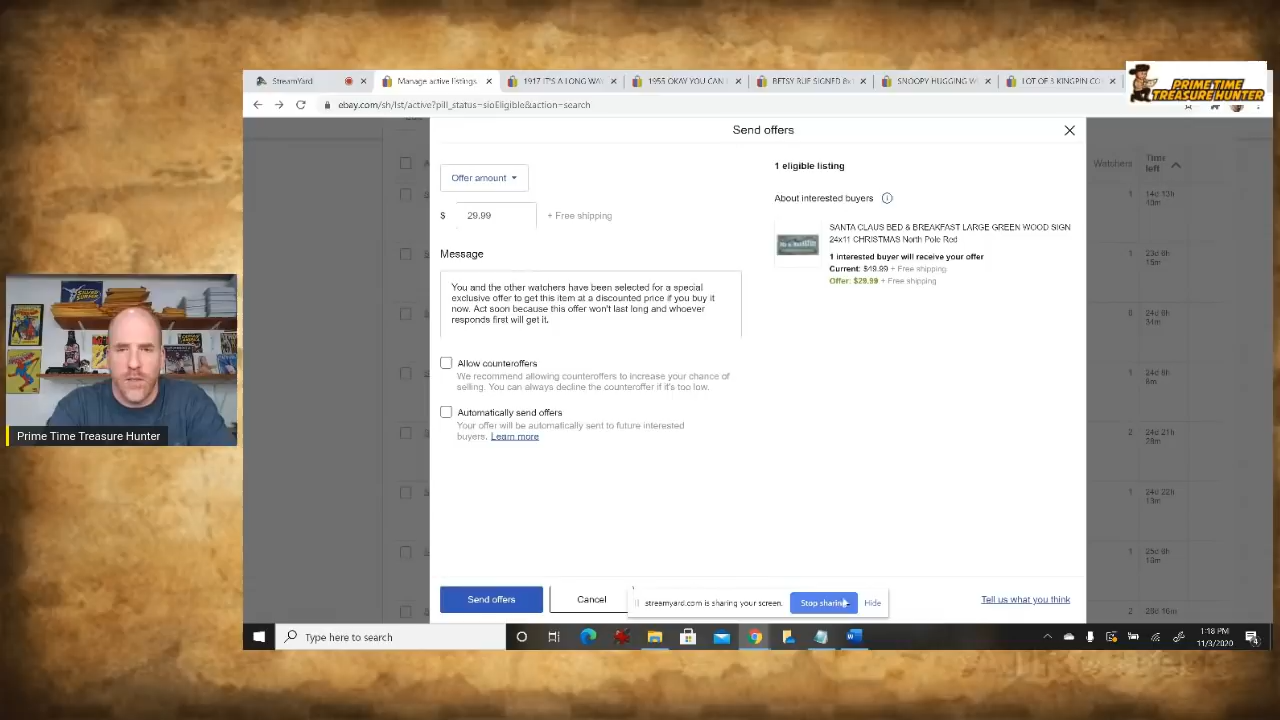 StreamYard
Manage active listings
1917 IT'S A LONG WA
1955 OKAY YOU CAN
BETSY RUE SIGNED 8x
SNOOPY HUGGING W
LOT OF 3 KINGPIN CO
PRIME TIME
TREASURE HUNTER
ebay.com/sh/lst/active?pill_status=sioEligible&action=search
Send offers
Offer amount
1 eligible listing
Watchers
Time
left
About interested buyers
$ 29.99 + Free shipping
SANTA CLAUS BED & BREAKFAST LARGE GREEN WOOD SIGN
24x11 CHRISTMAS North Pole Red
1 interested buyer will receive your offer
Current: $49.99 + Free shipping
Offer: $29.99 + Free shipping
Message
You and the other watchers have been selected for a special
exclusive offer to get this item at a discounted price if you buy it
now. Act soon because this offer won't last long and whoever
responds first will get it.
Allow counteroffers
We recommend allowing counteroffers to increase your chance of
selling. You can always decline the counteroffer if it's too low.
Automatically send offers
Your offer will be automatically sent to future interested
buyers. Learn more
SILVER
SURFER
Prime Time Treasure Hunter
Send offers
Cancel
streamyard.com is sharing your screen.
Stop sharing
Hide
Tell us what you think
Type here to search
1:18 PM
11/3/2020